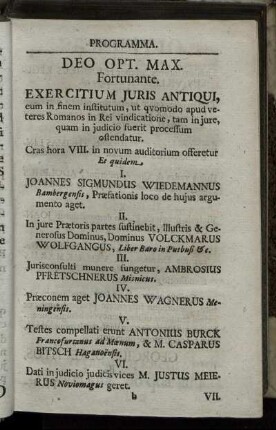 PROGRAMMA.
DEO OPT. MAX.
Fortunante.
EXERCITIUM JURIS ANTIQUI,
eum in finem institutum, ut qvomodo apud ve-
teres Romanos in Rei vindicatione, tam in jure,
quam in judicio fuerit processum
ostendatur.
Cras hora VIII. in novum auditorium offeretur
Et quidem
I.
JOANNES SIGMUNDUS WIEDEMANNUS
Bambergensis, Præfationis loco de hujus argu-
mento aget.
II.
In jure Prætoris partes sustinebit, Illustris & Ge-
nerosus Dominus, Dominus VOLCKMARUS
WOLFGANGUS, Liber Baro in Putbusi &c.
III.
Jurisconsulti munere fungetur, AMBROSIUS
PFRETSCHNERUS Misnicus.
IV.
Præconem aget JOANNES WAGNERUS Me-
ningensis.
V.
Testes compellati erunt ANTONIUS BURCK
Francofurtanus ad Mœnum, & M. CASPARUS
BITSCH Haganoënsis.
VI.
Dati in judicio judicis vices M. JUSTUS MEIE-
RUS Noviomagus geret.
b VII.